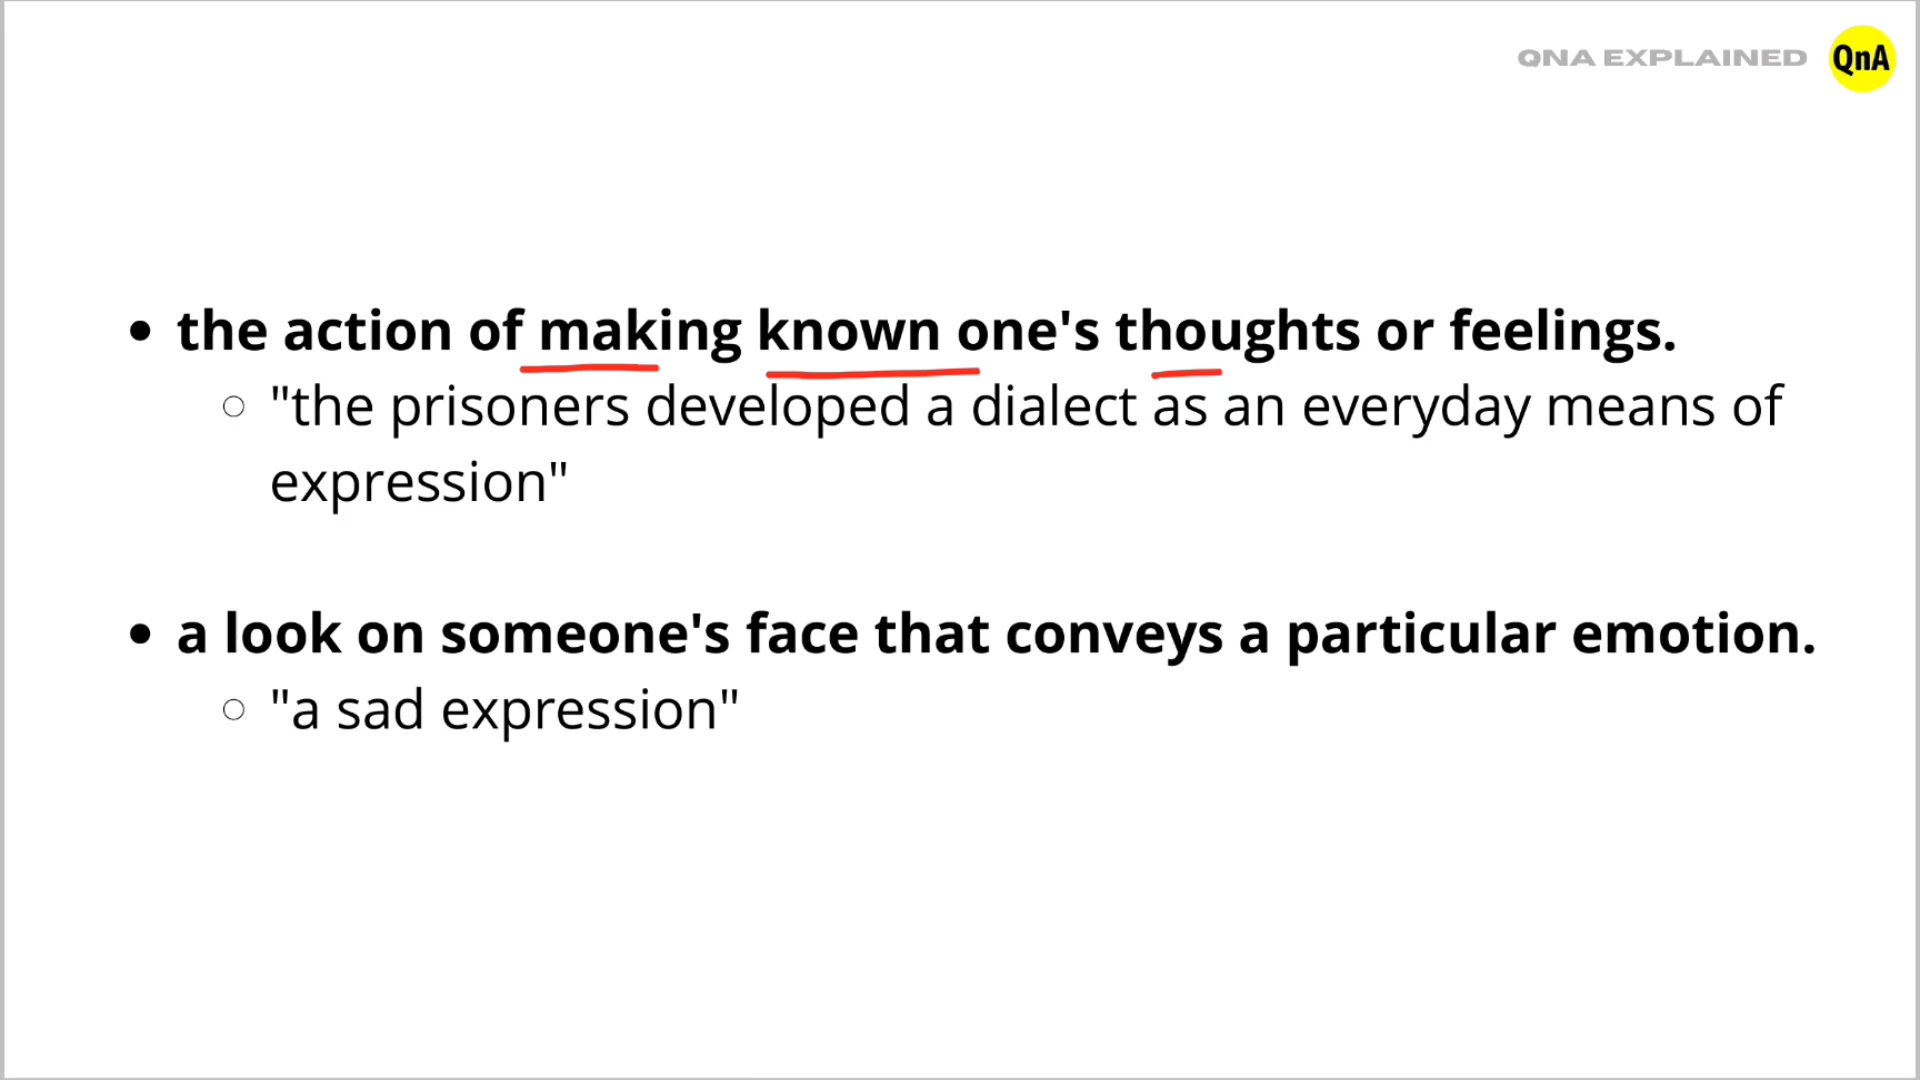 QNA EXPLAINED QnA
• the action of making known one's thoughts or feelings.
○ "the prisoners developed a dialect as an everyday means of
expression"
• a look on someone's face that conveys a particular emotion.
○ "a sad expression"